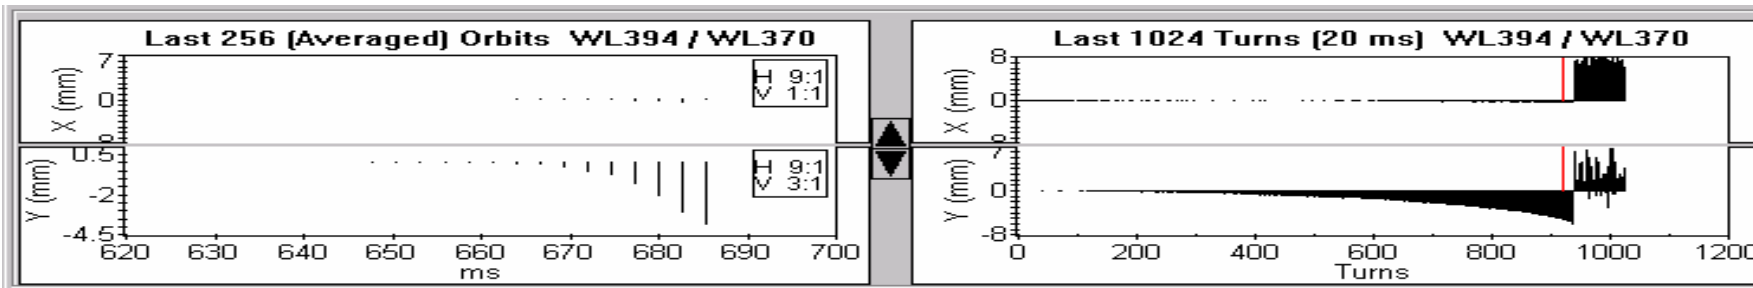 Last 256 (Averaged) Orbits WL394 / WL370
7
0
X (mm)
H 9:1
V 1:1
0.5
-2
-4.5
Y (mm)
H 9:1
V 3:1
620 630 640 650 660 670 680 690 700
ms
Last 1024 Turns (20 ms) WL394 / WL370
8
0
X (mm)
7
0
-8
Y (mm)
0 200 400 600 800 1000 1200
Turns